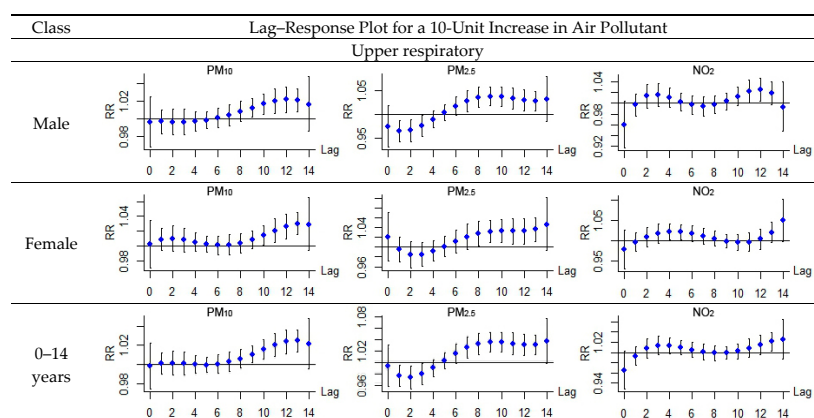 Class Lag–Response Plot for a 10-Unit Increase in Air Pollutant
Upper respiratory
Male
PM10
RR
0.98 1.02
0 2 4 6 8 10 12 14
Lag
PM2.5
RR
0.95 1.05
0 2 4 6 8 10 12 14
Lag
NO2
RR
0.92 0.98 1.04
0 2 4 6 8 10 12 14
Lag
Female
PM10
RR
0.98 1.04
0 2 4 6 8 10 12 14
Lag
PM2.5
RR
0.96 1.04
0 2 4 6 8 10 12 14
Lag
NO2
RR
0.95 1.05
0 2 4 6 8 10 12 14
Lag
0–14
years
PM10
RR
0.98 1.02
0 2 4 6 8 10 12 14
Lag
PM2.5
RR
0.96 1.02 1.08
0 2 4 6 8 10 12 14
Lag
NO2
RR
0.94 1.02
0 2 4 6 8 10 12 14
Lag